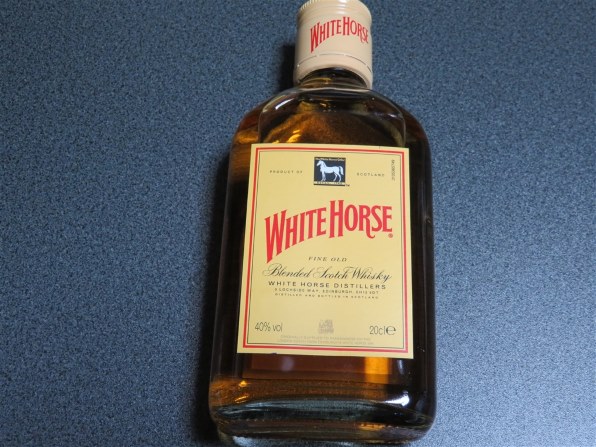 WHITE HORSE
PRODUCT OF SCOTLAND
WHITE HORSE
FINE OLD
Blended Scotch Whisky
WHITE HORSE DISTILLERS
DISTILLED AND BOTTLED IN SCOTLAND
40% vol 20cl e